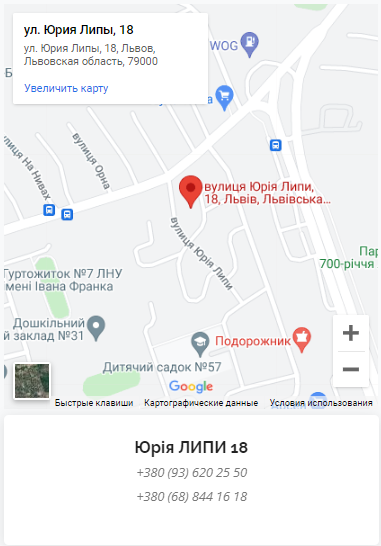 ул. Юрия Липы, 18
ул. Юрия Липы, 18, Львов,
Львовская область, 79000
Увеличить карту
WOG
вулиця На Нивах
вулиця Орна
вулиця Юрія Липи,
18, Львів, Львівська...
вулиця Юрія Липи
700-річчя
Гуртожиток №7 ЛНУ
імені Івана Франка
Дошкільний
заклад №31
Подорожник
Дитячий садок №57
+
−
Google
Быстрые клавиши Картографические данные Условия использования
Юрія ЛИПИ 18
+380 (93) 620 25 50
+380 (68) 844 16 18